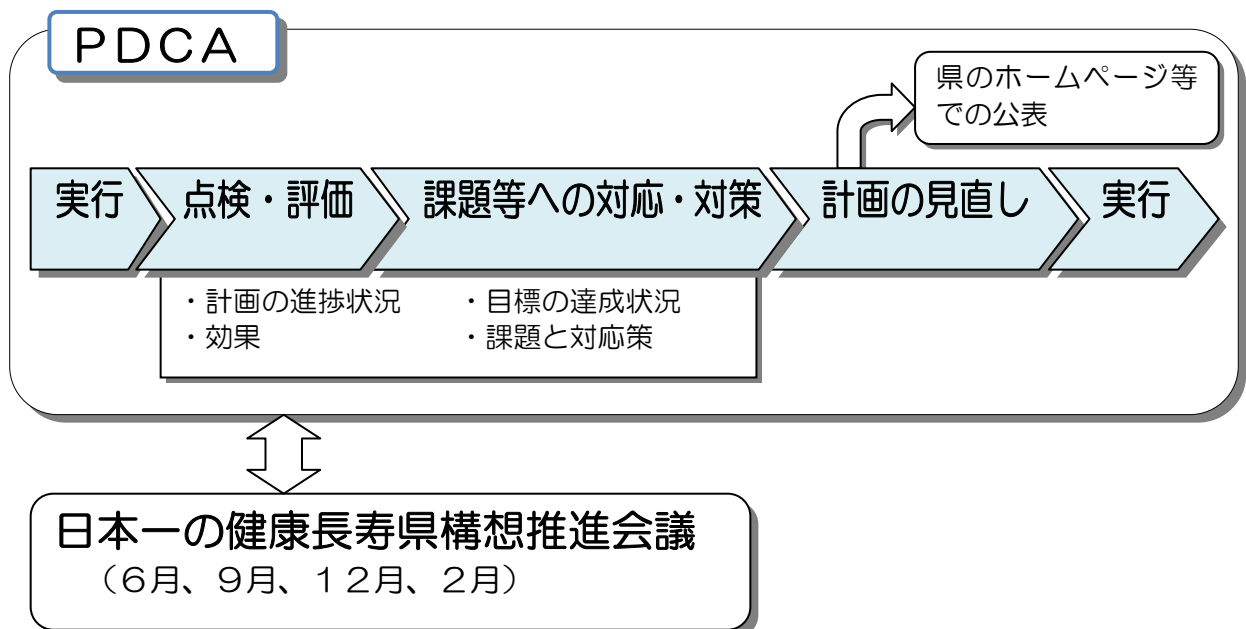 PDCA
県のホームページ等
での公表
実行
点検・評価
課題等への対応・対策
計画の見直し
実行
・計画の進捗状況 ・目標の達成状況
・効果 ・課題と対応策
日本一の健康長寿県構想推進会議
（6月、9月、12月、2月）